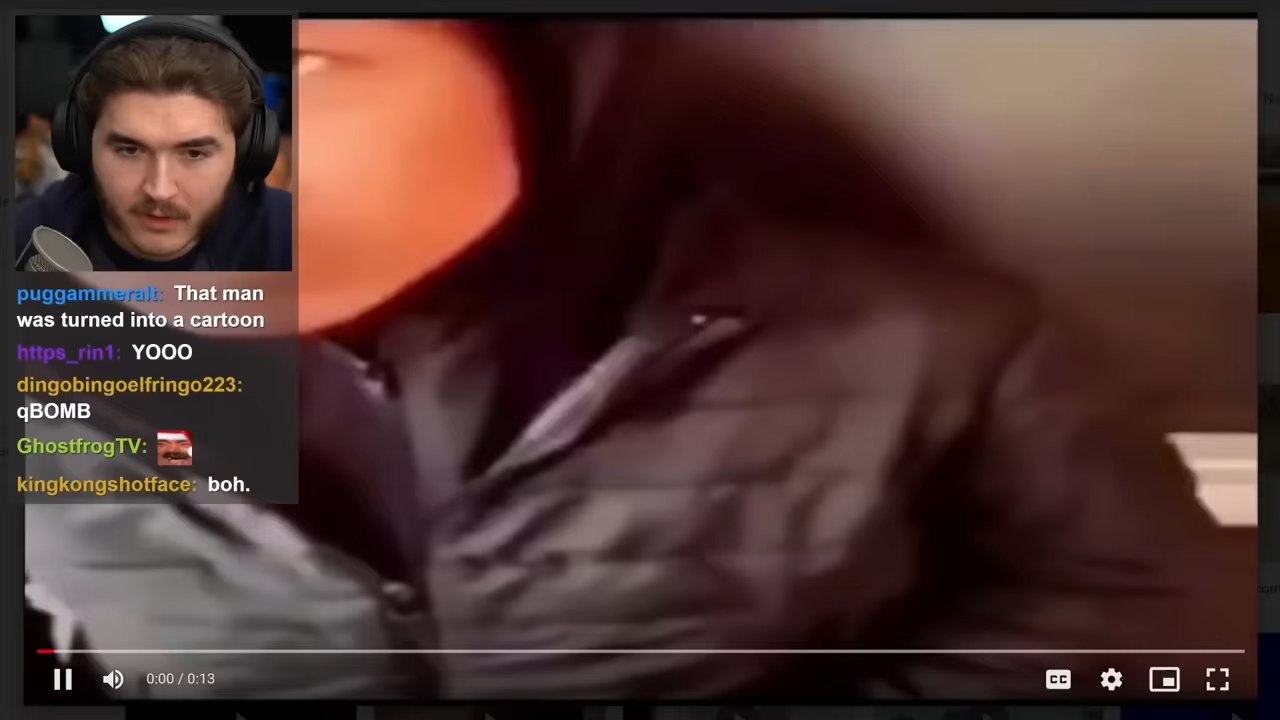 puggammeralt: That man
was turned into a cartoon
https_rin1: YOOO
dingobingoelfringo223:
qBOMB
GhostfrogTV:
kingkongshotface: boh.
0:00 / 0:13
CC